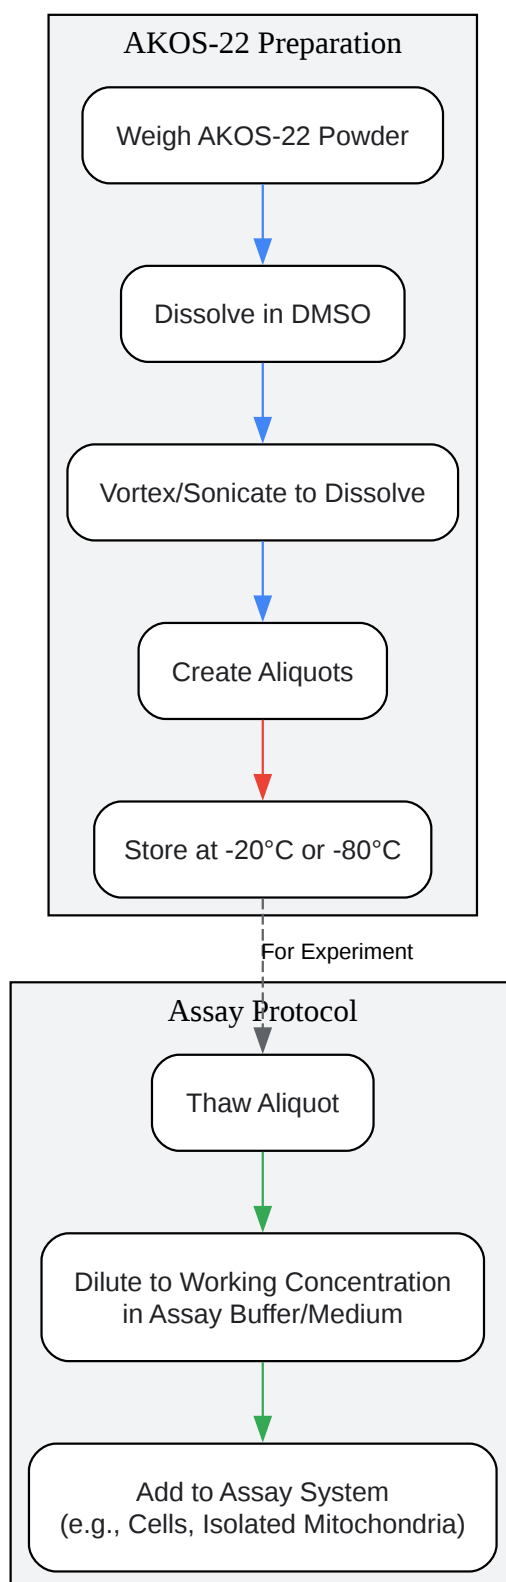 AKOS-22 Preparation
Weigh AKOS-22 Powder
Dissolve in DMSO
Vortex/Sonicate to Dissolve
Create Aliquots
Store at -20°C or -80°C
For Experiment
Assay Protocol
Thaw Aliquot
Dilute to Working Concentration
in Assay Buffer/Medium
Add to Assay System
(e.g., Cells, Isolated Mitochondria)